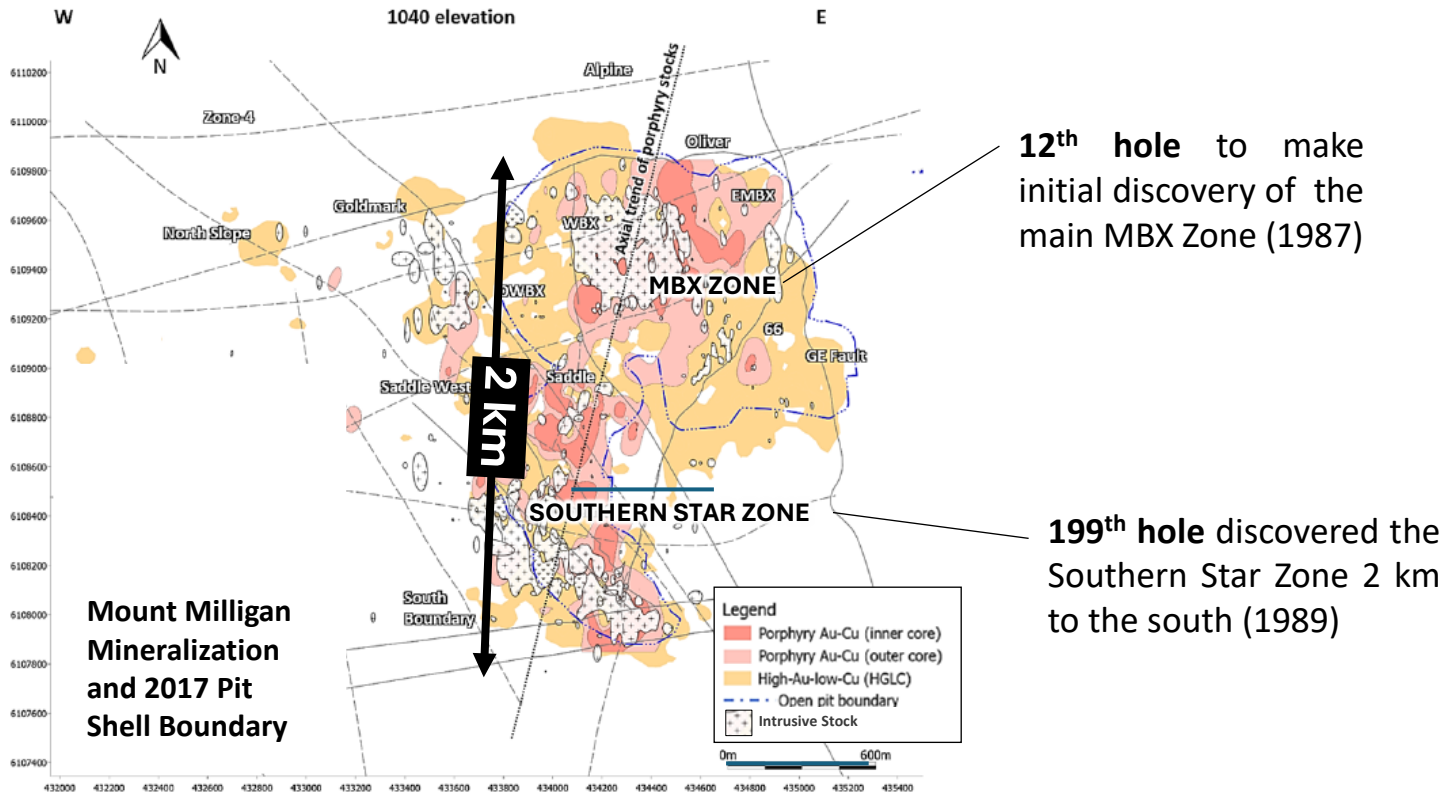 W
1040 elevation
E
N
6110200
6110000
6109800
6109600
6109400
6109200
6109000
6108800
6108600
6108400
6108200
6108000
6107800
6107600
6107400
Alpine
Zone-4
Axial trend of porphyry stocks
Oliver
Goldmark
EMBX
WBX
North Slope
MBX ZONE
DWBX
66
GE Fault
Saddle West
Saddle
2 km
SOUTHERN STAR ZONE
South
Boundary
Mount Milligan
Mineralization
and 2017 Pit
Shell Boundary
Legend
Porphyry Au-Cu (inner core)
Porphyry Au-Cu (outer core)
High-Au-low-Cu (HGLC)
Open pit boundary
Intrusive Stock
0m
600m
432000 432200 432400 432600 432800 433000 433200 433400 433600 433800 434000 434200 434400 434600 434800 435000 435200 435400
12th hole to make
initial discovery of the
main MBX Zone (1987)
199th hole discovered the
Southern Star Zone 2 km
to the south (1989)